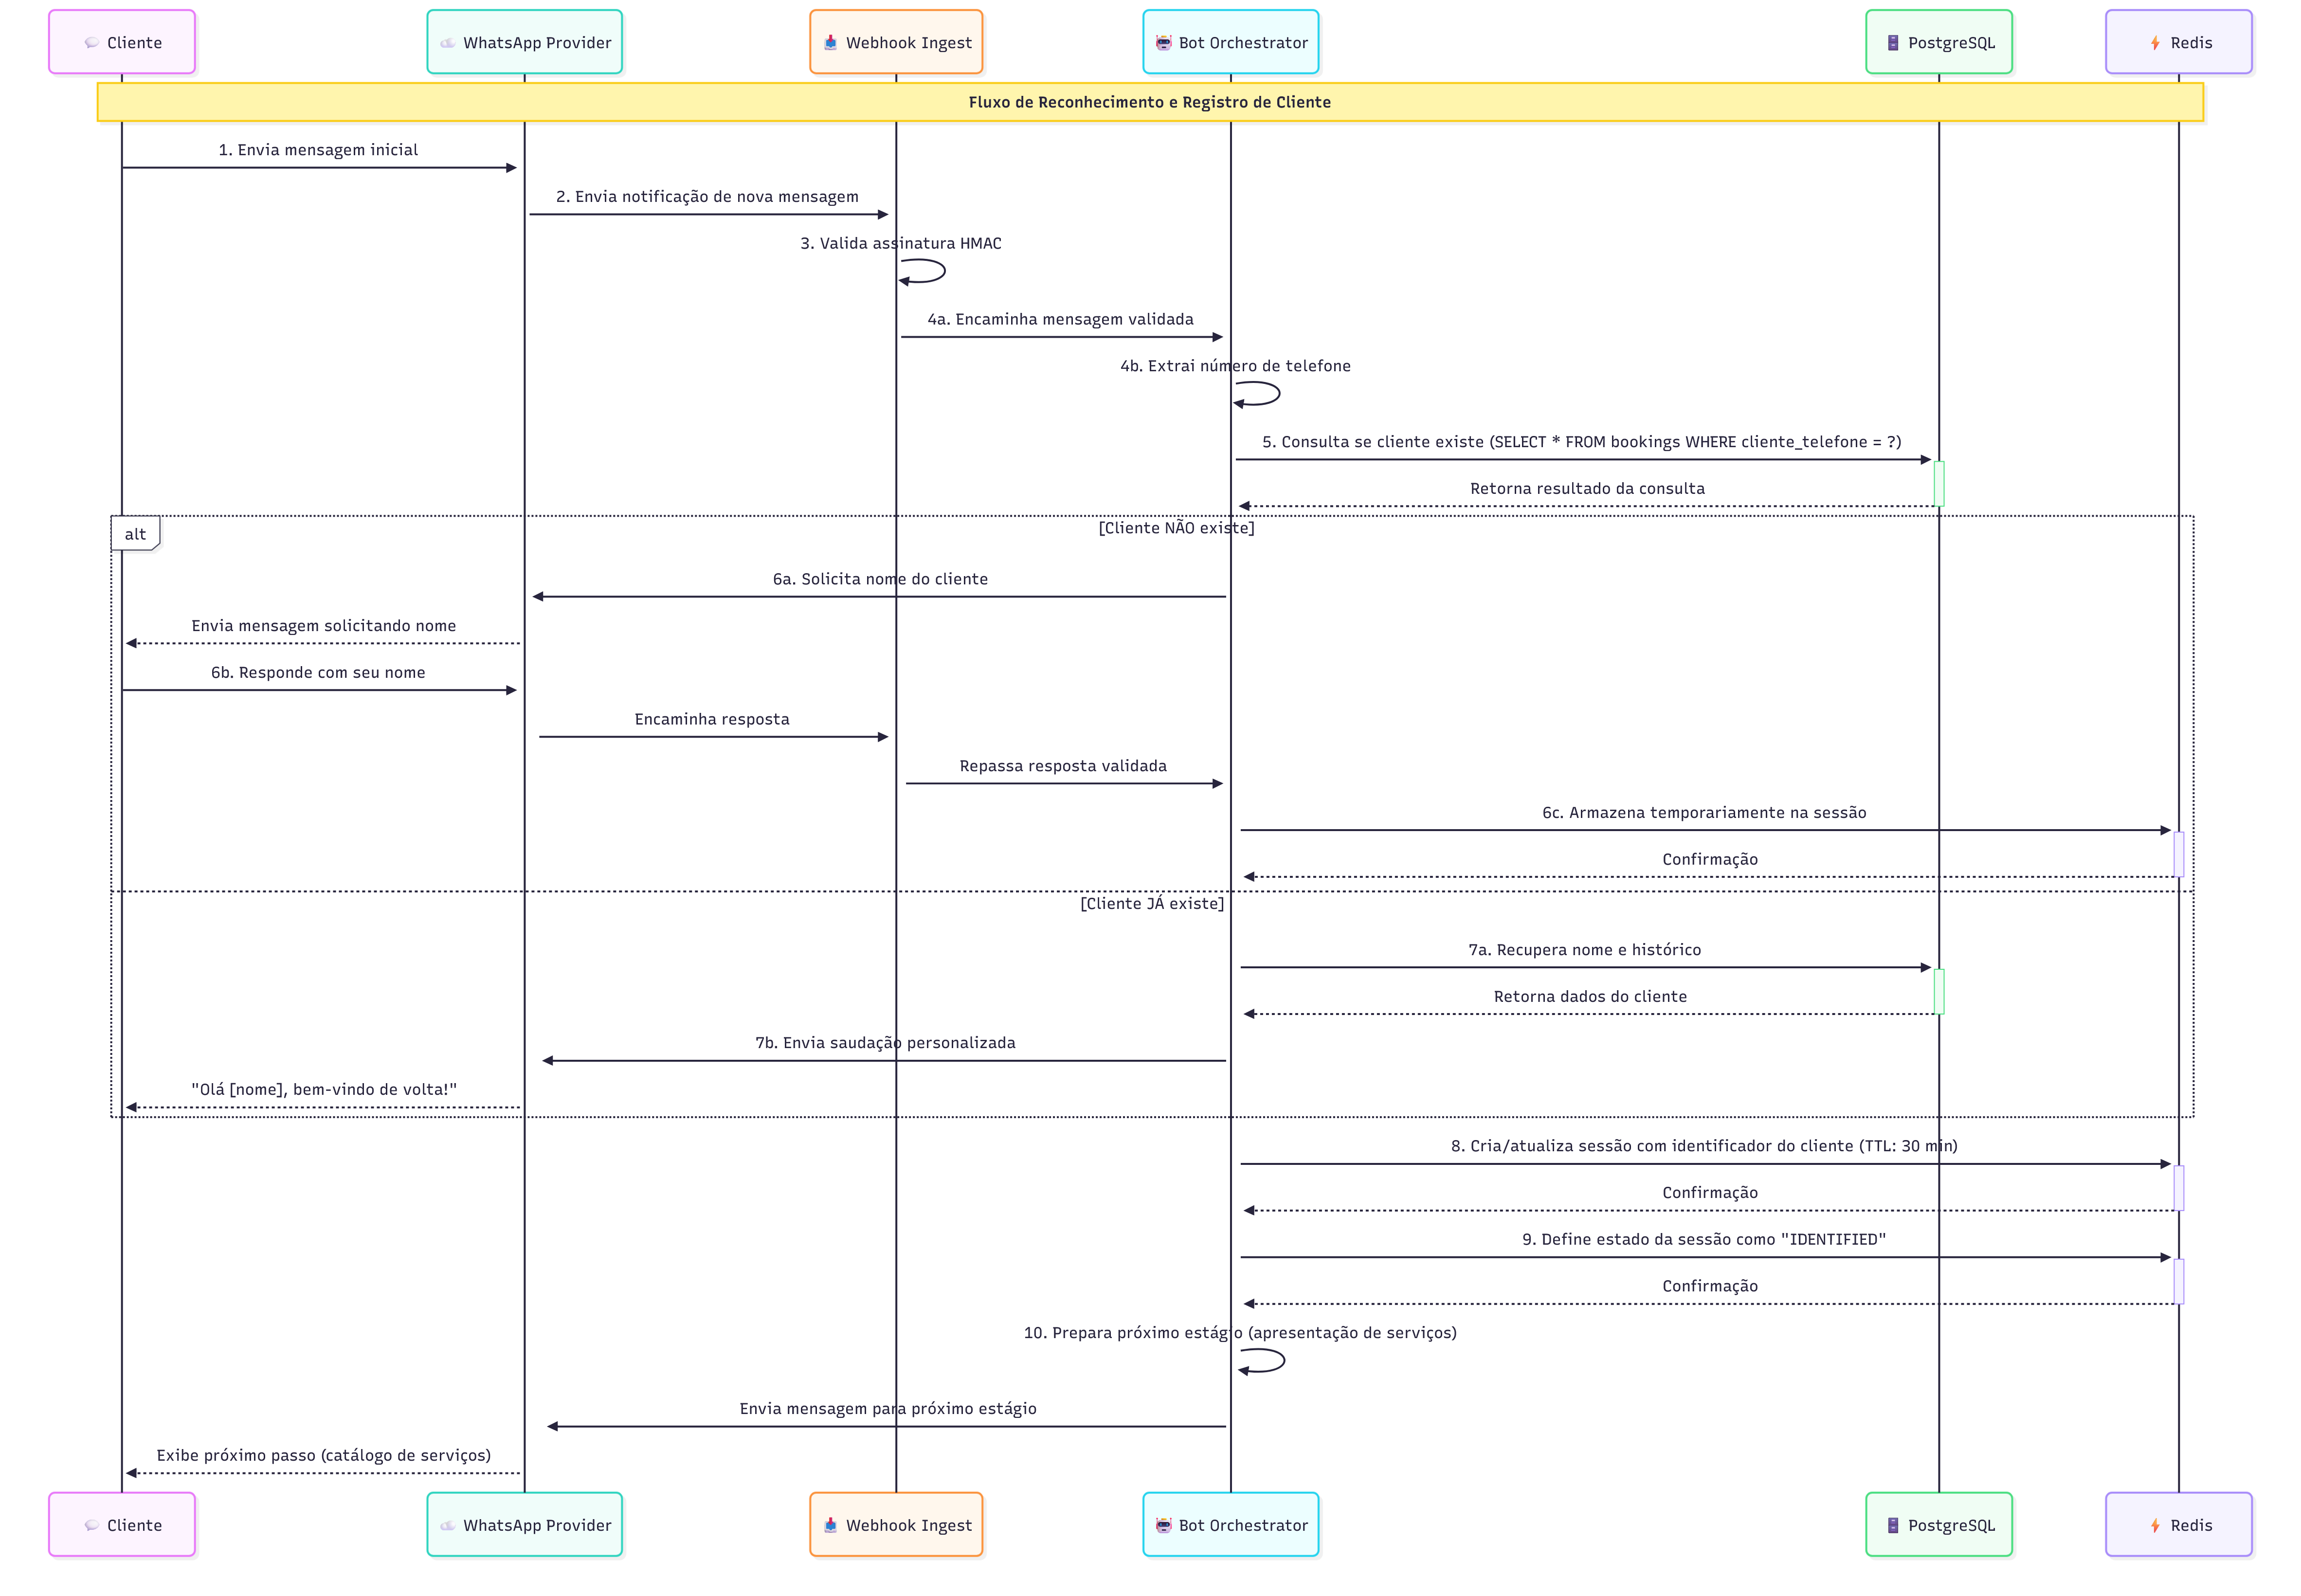 Cliente
WhatsApp Provider
Webhook Ingest
Bot Orchestrator
PostgreSQL
Redis
Fluxo de Reconhecimento e Registro de Cliente
1. Envia mensagem inicial
2. Envia notificação de nova mensagem
3. Valida assinatura HMAC
4a. Encaminha mensagem validada
4b. Extrai número de telefone
5. Consulta se cliente existe (SELECT * FROM bookings WHERE cliente_telefone = ?)
Retorna resultado da consulta
alt
[Cliente NÃO existe]
6a. Solicita nome do cliente
Envia mensagem solicitando nome
6b. Responde com seu nome
Encaminha resposta
Repassa resposta validada
6c. Armazena temporariamente na sessão
Confirmação
[Cliente JÁ existe]
7a. Recupera nome e histórico
Retorna dados do cliente
7b. Envia saudação personalizada
"Olá [nome], bem-vindo de volta!"
8. Cria/atualiza sessão com identificador do cliente (TTL: 30 min)
Confirmação
9. Define estado da sessão como "IDENTIFIED"
Confirmação
10. Prepara próximo estágio (apresentação de serviços)
Envia mensagem para próximo estágio
Exibe próximo passo (catálogo de serviços)
Cliente
WhatsApp Provider
Webhook Ingest
Bot Orchestrator
PostgreSQL
Redis